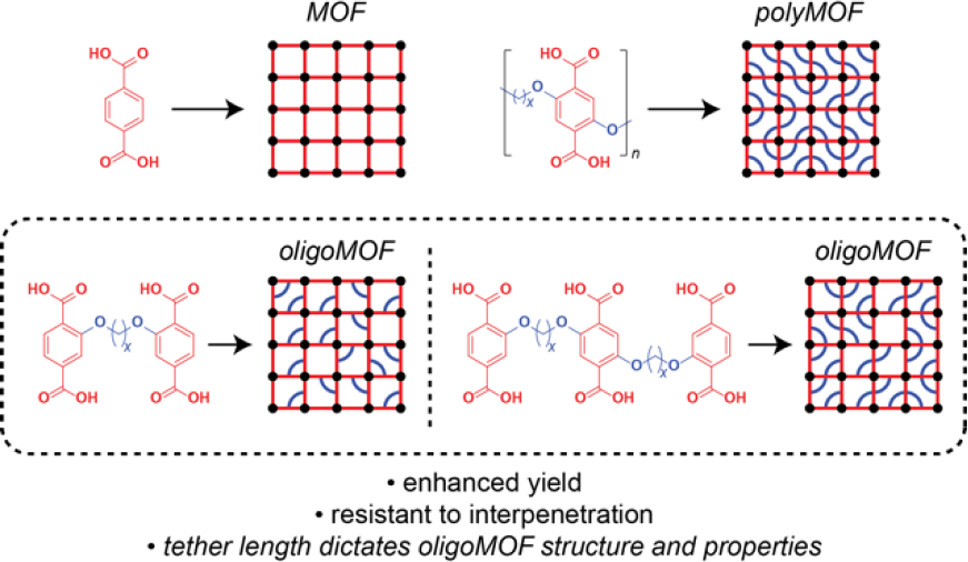 MOF
polyMOF
HO O
O OH
O
x
HO O
O
O OH
n
oligoMOF
oligoMOF
HO O
HO O
O O
x
O OH
O OH
HO O
HO O
HO O
O O
x
O O
x
O OH
O OH
O OH
• enhanced yield
• resistant to interpenetration
• tether length dictates oligoMOF structure and properties